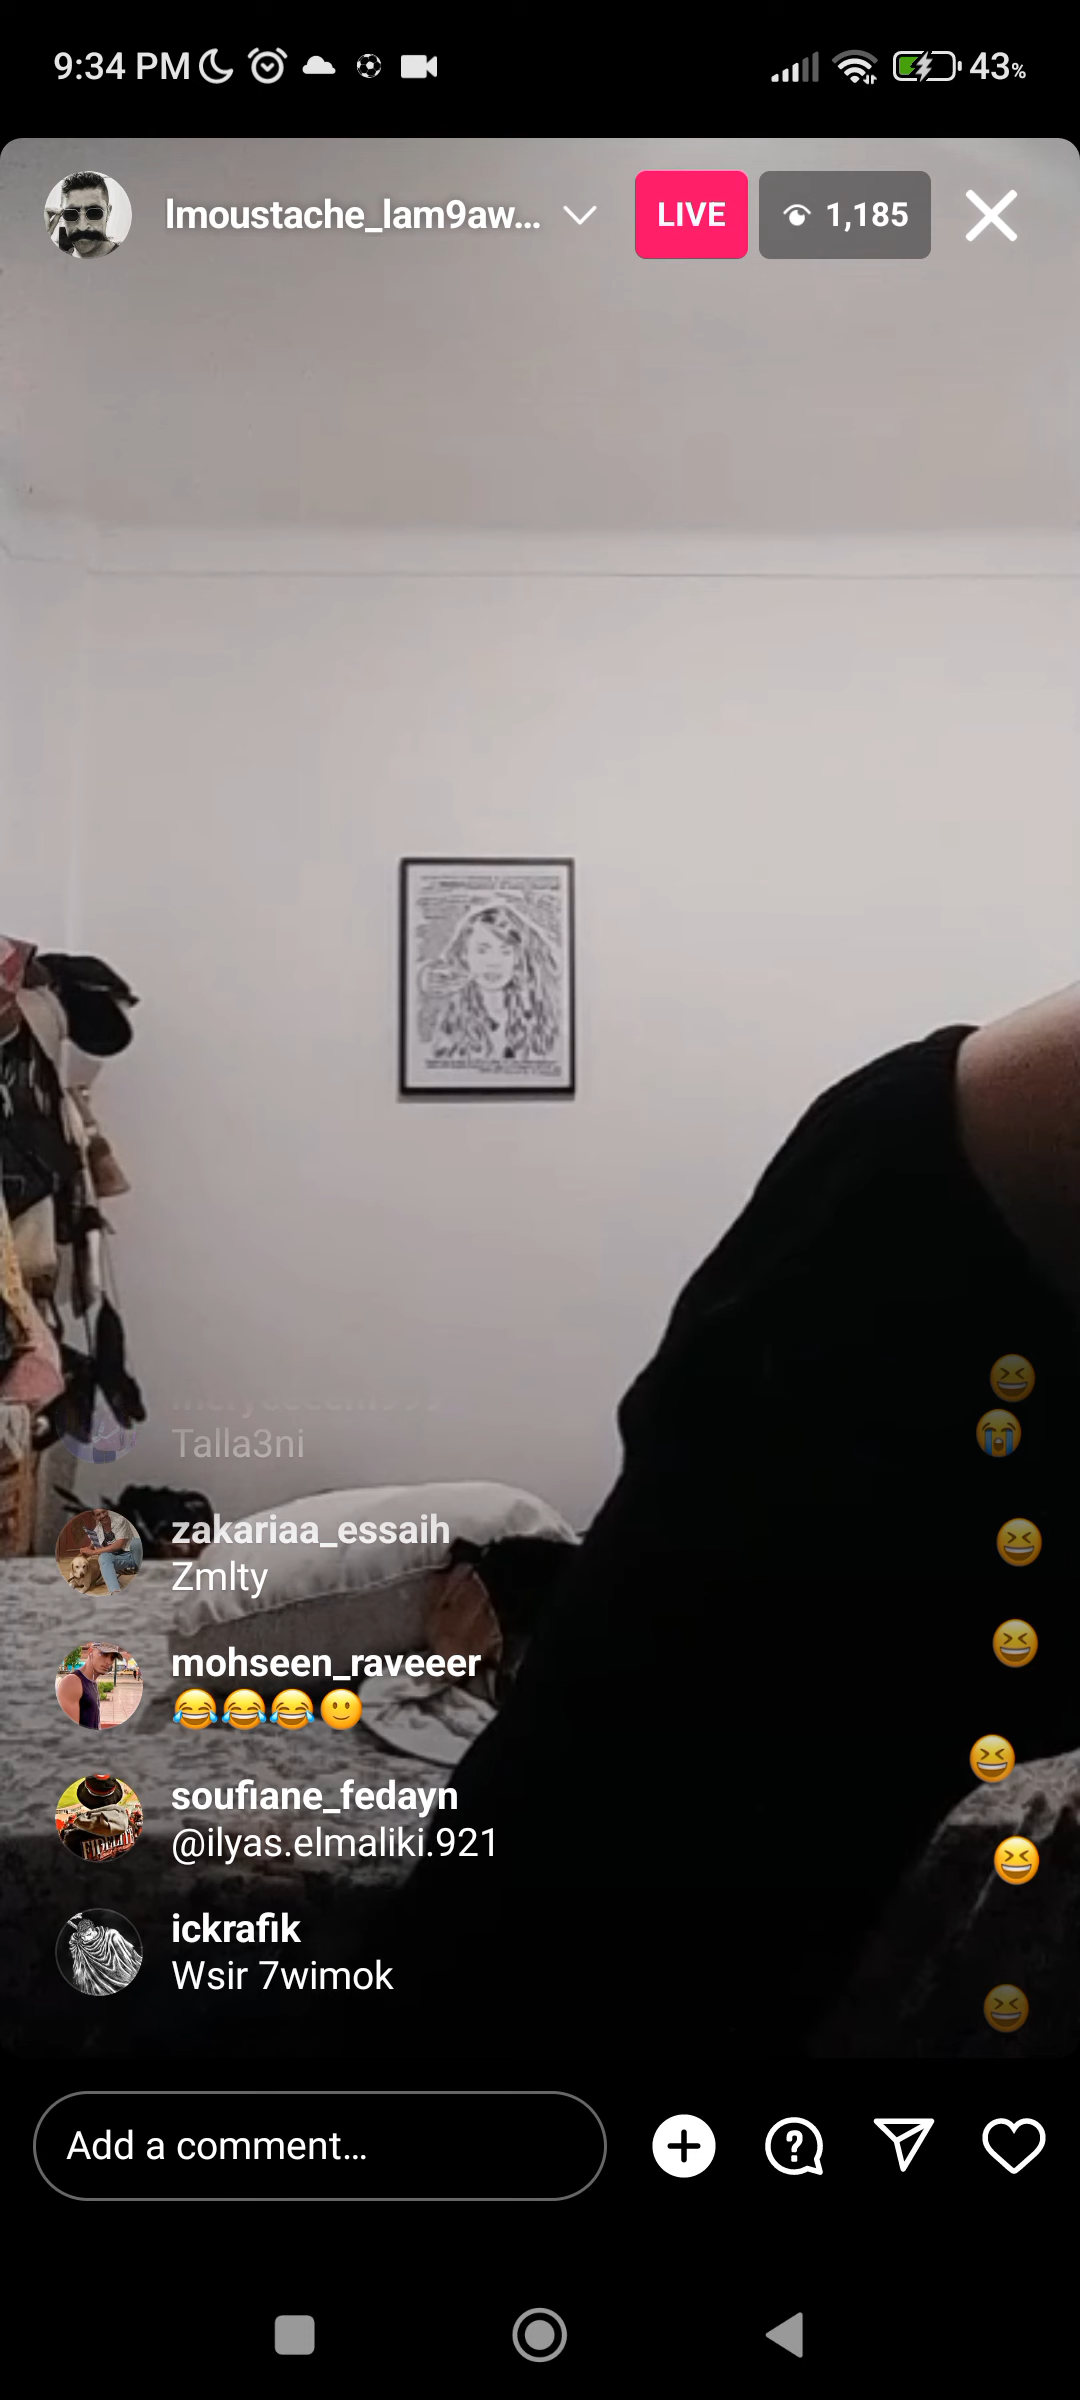 9:34 PM
43%
lmoustache_lam9aw...
LIVE
1,185
Talla3ni
zakariaa_essaih
Zmlty
mohseen_raveeer
😂😂😂🙂
soufiane_fedayn
@ilyas.elmaliki.921
ickrafik
Wsir 7wimok
Add a comment...